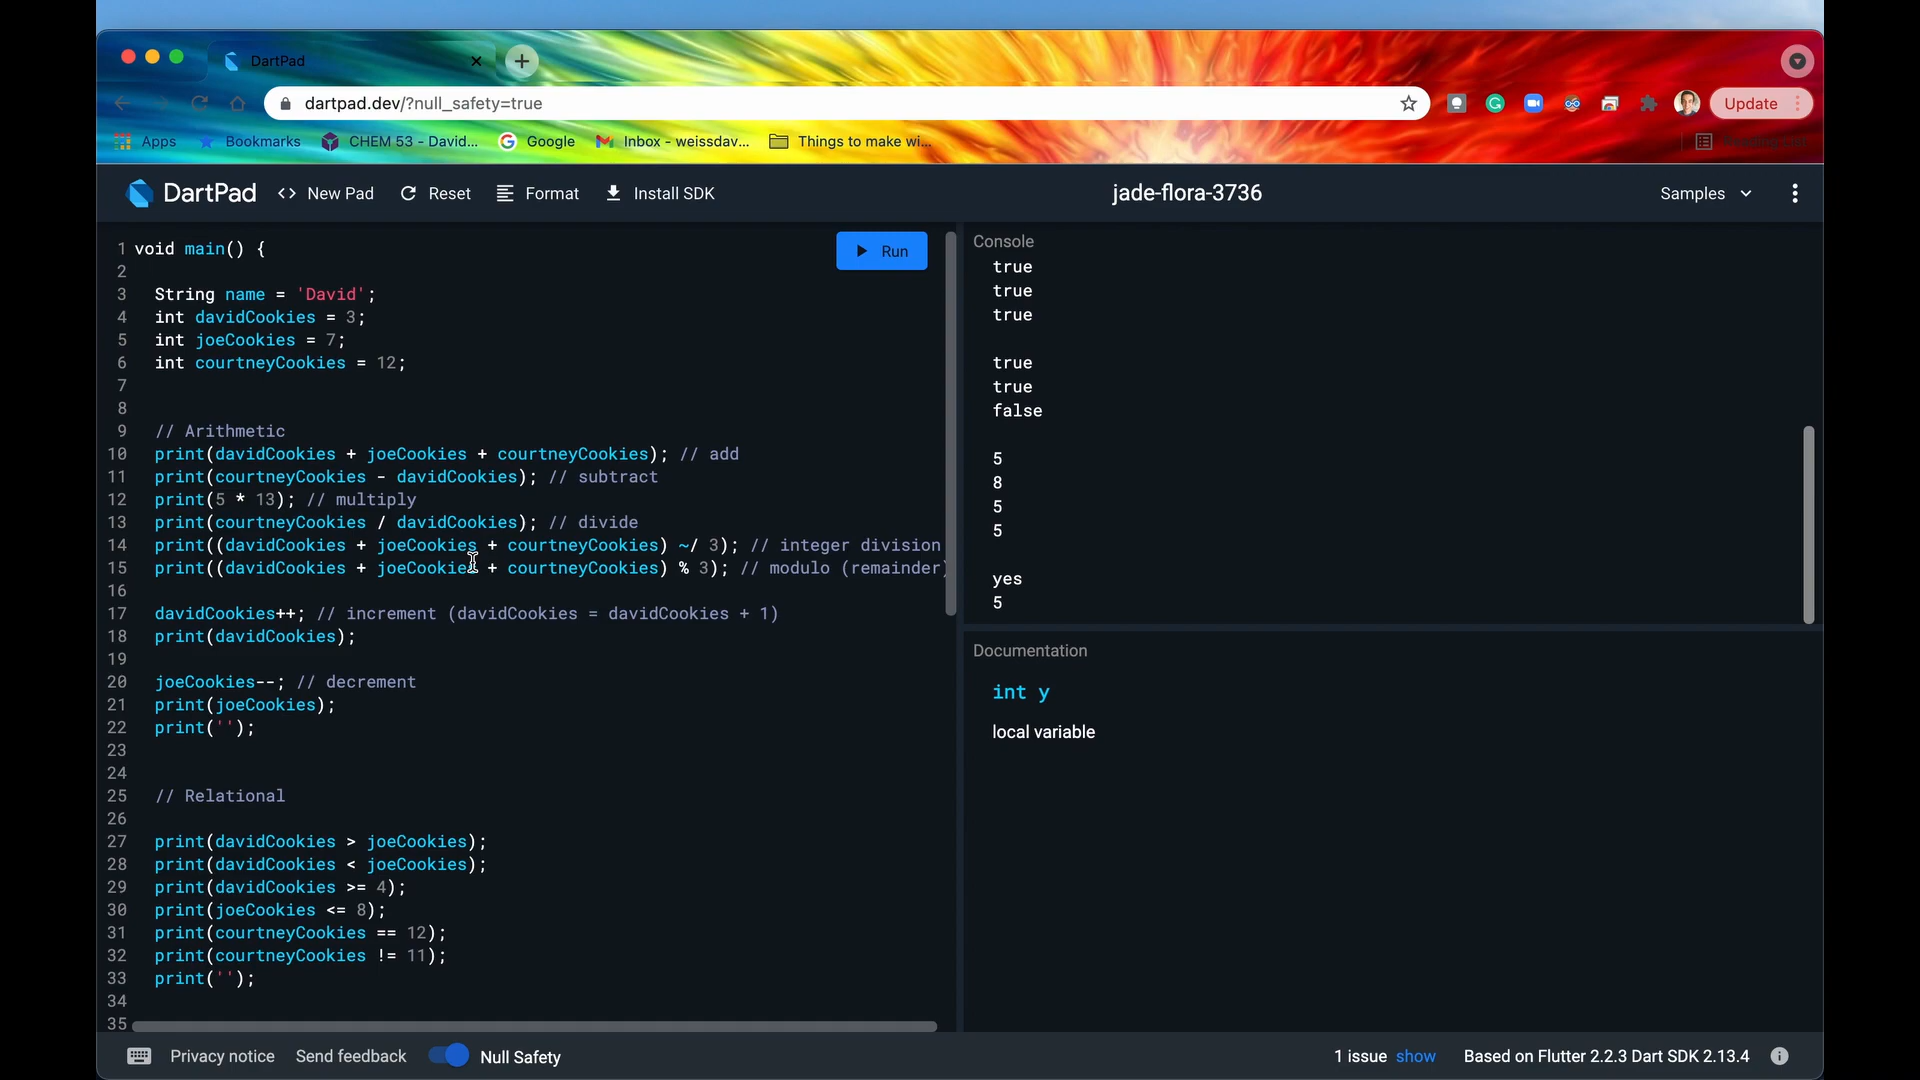 DartPad
dartpad.dev/?null_safety=true
Update
Apps
Bookmarks
CHEM 53 - David...
Google
Inbox - weissdav...
Things to make wi...
Reading List
DartPad
New Pad
Reset
Format
Install SDK
jade-flora-3736
Samples
Run
1 void main() {
2
3 String name = 'David';
4 int davidCookies = 3;
5 int joeCookies = 7;
6 int courtneyCookies = 12;
7
8
9 // Arithmetic
10 print(davidCookies + joeCookies + courtneyCookies); // add
11 print(courtneyCookies - davidCookies); // subtract
12 print(5 * 13); // multiply
13 print(courtneyCookies / davidCookies); // divide
14 print((davidCookies + joeCookies + courtneyCookies) ~/ 3); // integer division
15 print((davidCookies + joeCookies + courtneyCookies) % 3); // modulo (remainder)
16
17 davidCookies++; // increment (davidCookies = davidCookies + 1)
18 print(davidCookies);
19
20 joeCookies--; // decrement
21 print(joeCookies);
22 print('');
23
24
25 // Relational
26
27 print(davidCookies > joeCookies);
28 print(davidCookies < joeCookies);
29 print(davidCookies >= 4);
30 print(joeCookies <= 8);
31 print(courtneyCookies == 12);
32 print(courtneyCookies != 11);
33 print('');
34
35
Console
true
true
true
true
true
false
5
8
5
5
yes
5
Documentation
int y
local variable
Privacy notice
Send feedback
Null Safety
1 issue show
Based on Flutter 2.2.3 Dart SDK 2.13.4